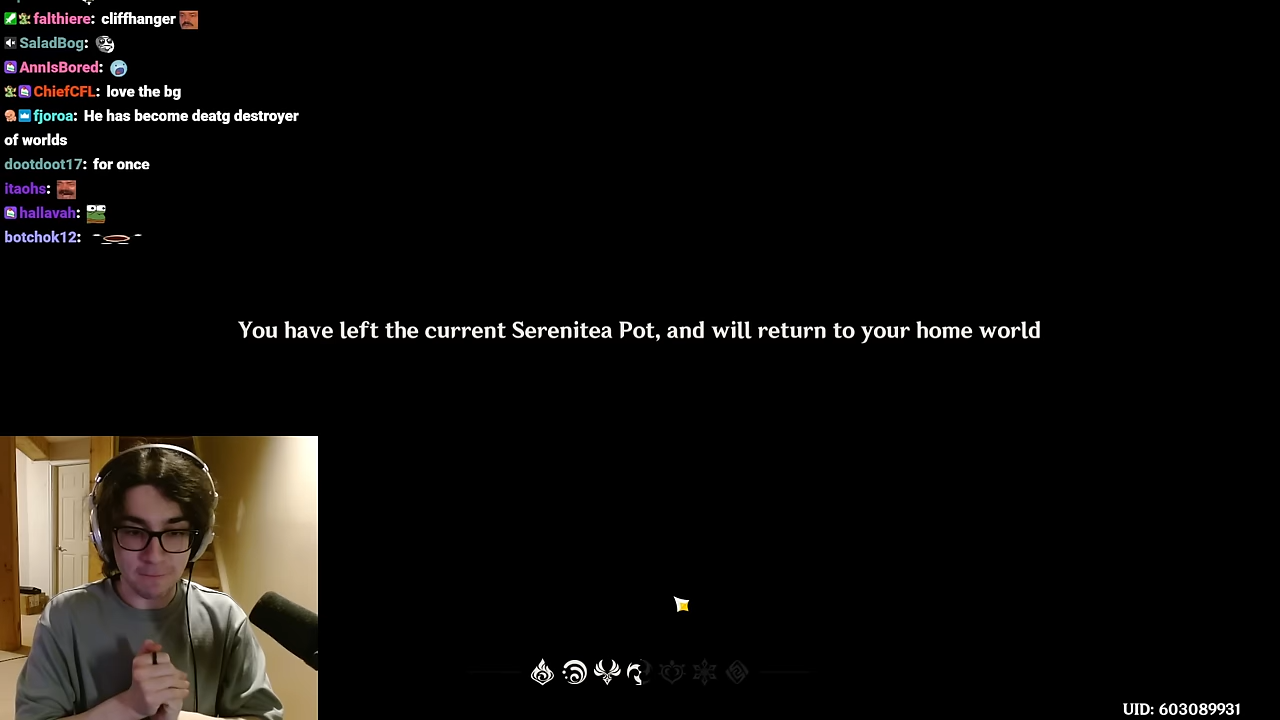 falthiere: cliffhanger
SaladBog:
AnnIsBored:
ChiefCFL: love the bg
fjoroa: He has become deatg destroyer
of worlds
dootdoot17: for once
itaohs:
hallavah:
botchok12:
You have left the current Serenitea Pot, and will return to your home world
UID: 603089931